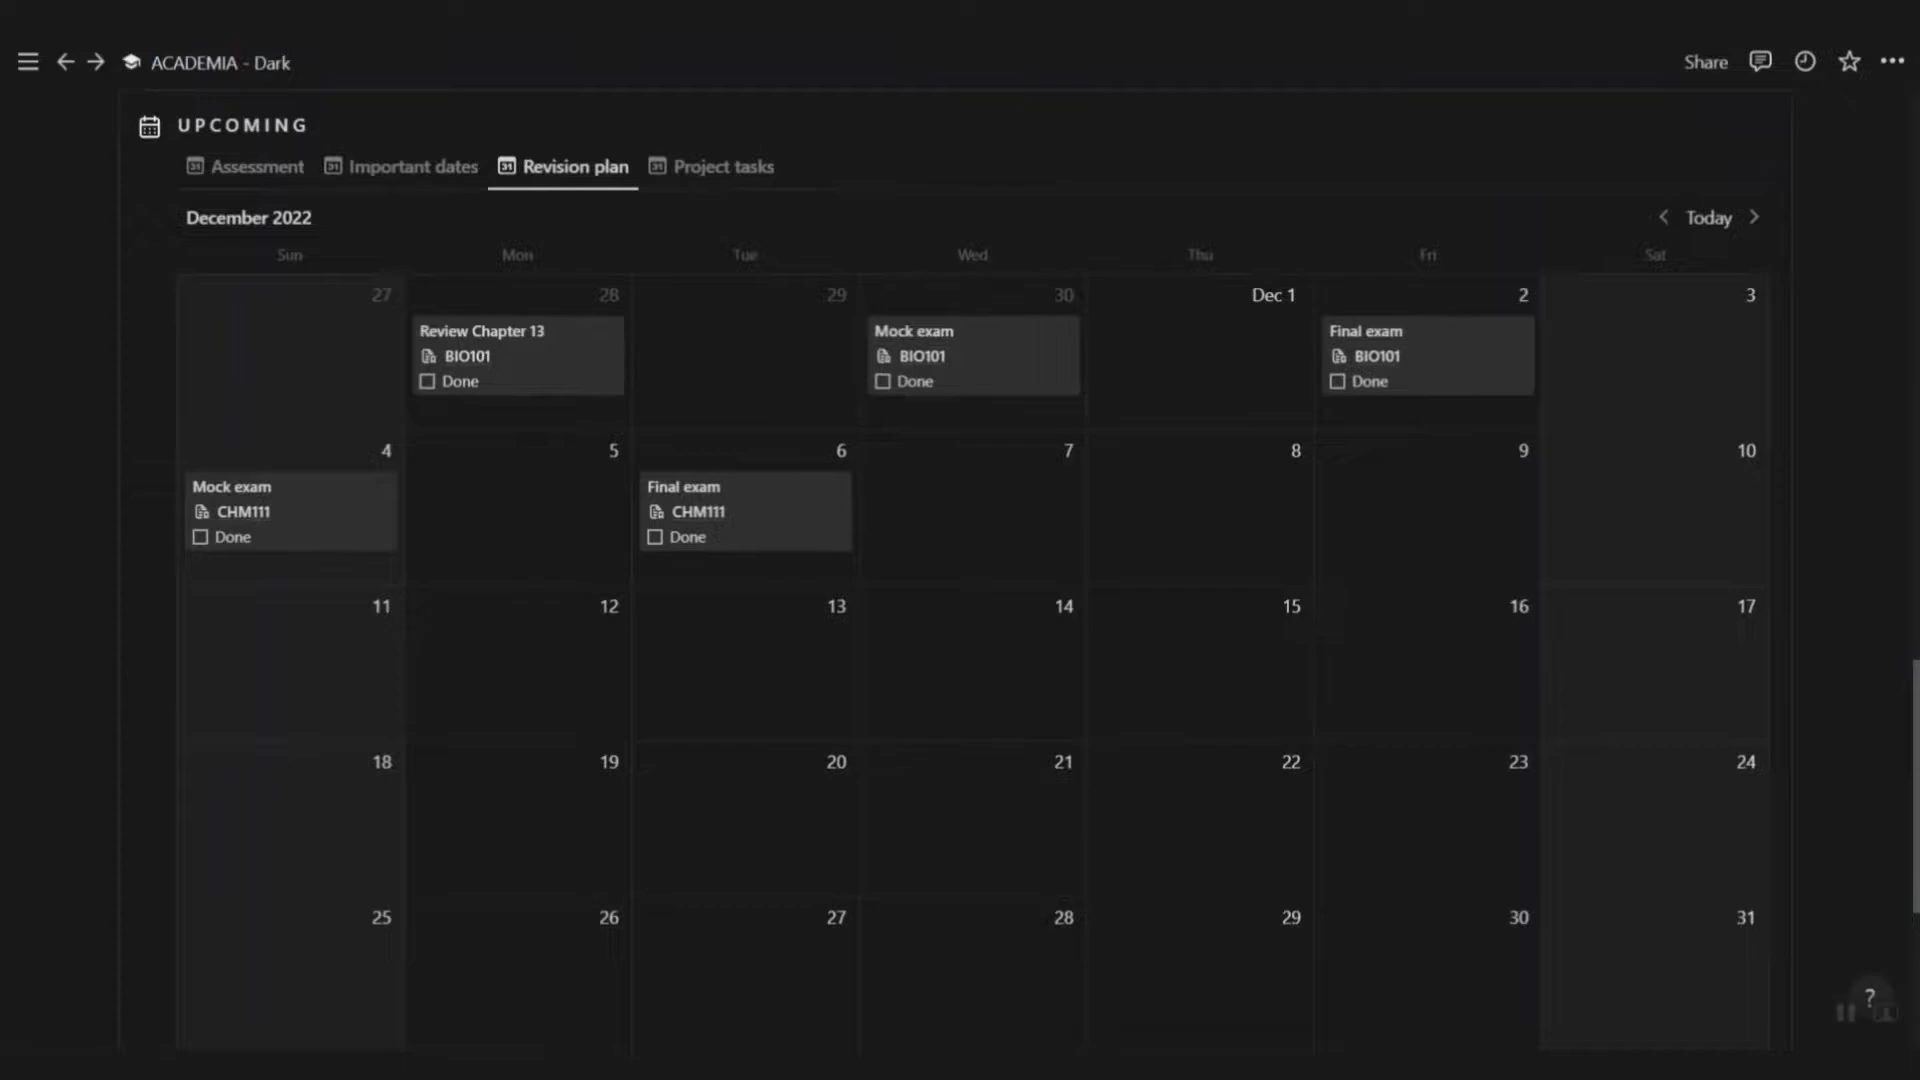 ACADEMIA - Dark
Share
UPCOMING
Assessment Important dates Revision plan Project tasks
December 2022
Today
Sun Mon Tue Wed Thu Fri Sat
27 28 29 30 Dec 1 2 3
Review Chapter 13
BIO101
Done
Mock exam
BIO101
Done
Final exam
BIO101
Done
4 5 6 7 8 9 10
Mock exam
CHM111
Done
Final exam
CHM111
Done
11 12 13 14 15 16 17
18 19 20 21 22 23 24
25 26 27 28 29 30 31
?